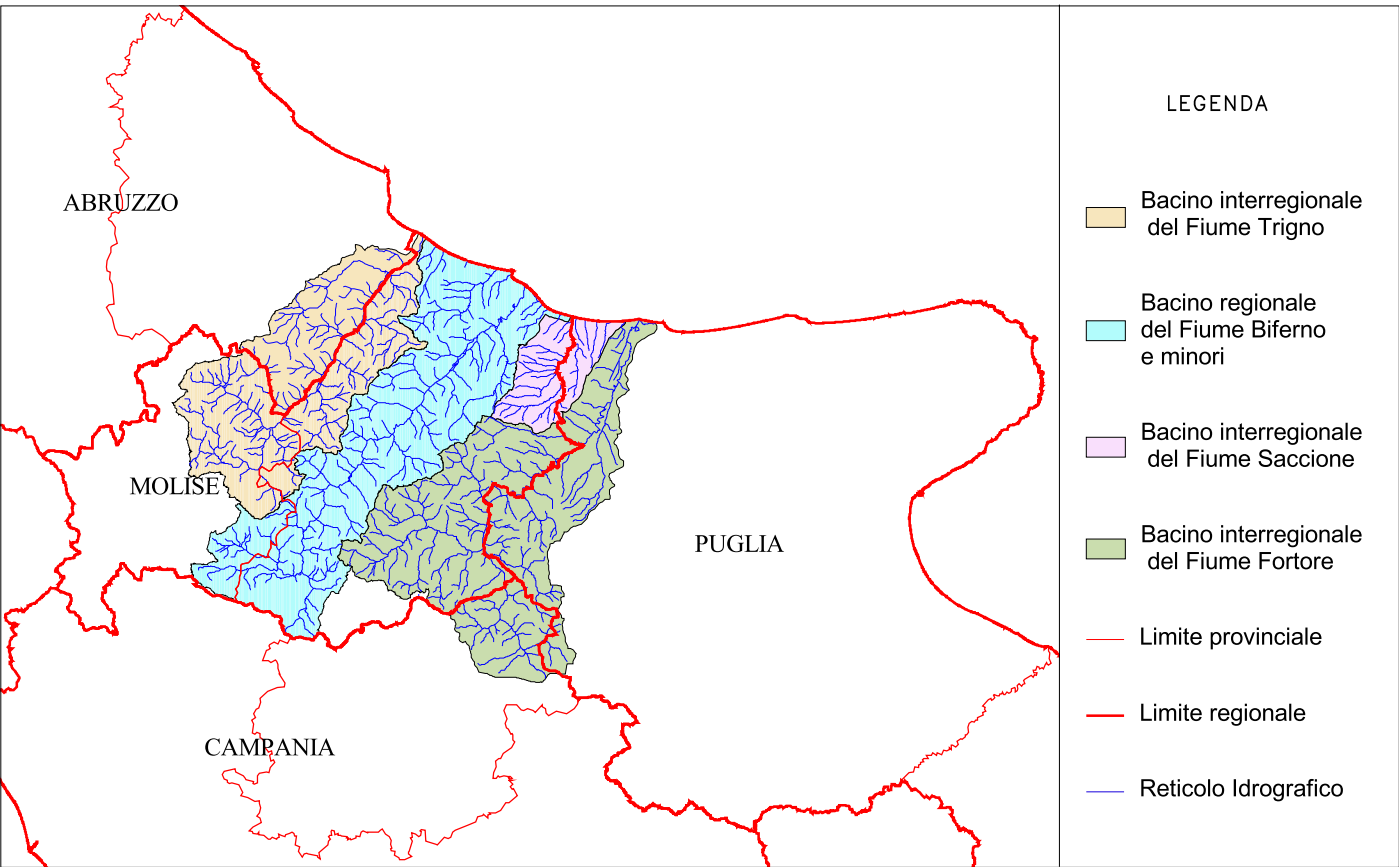 ABRUZZO
MOLISE
PUGLIA
CAMPANIA
LEGENDA
Bacino interregionale
del Fiume Trigno
Bacino regionale
del Fiume Biferno
e minori
Bacino interregionale
del Fiume Saccione
Bacino interregionale
del Fiume Fortore
Limite provinciale
Limite regionale
Reticolo Idrografico